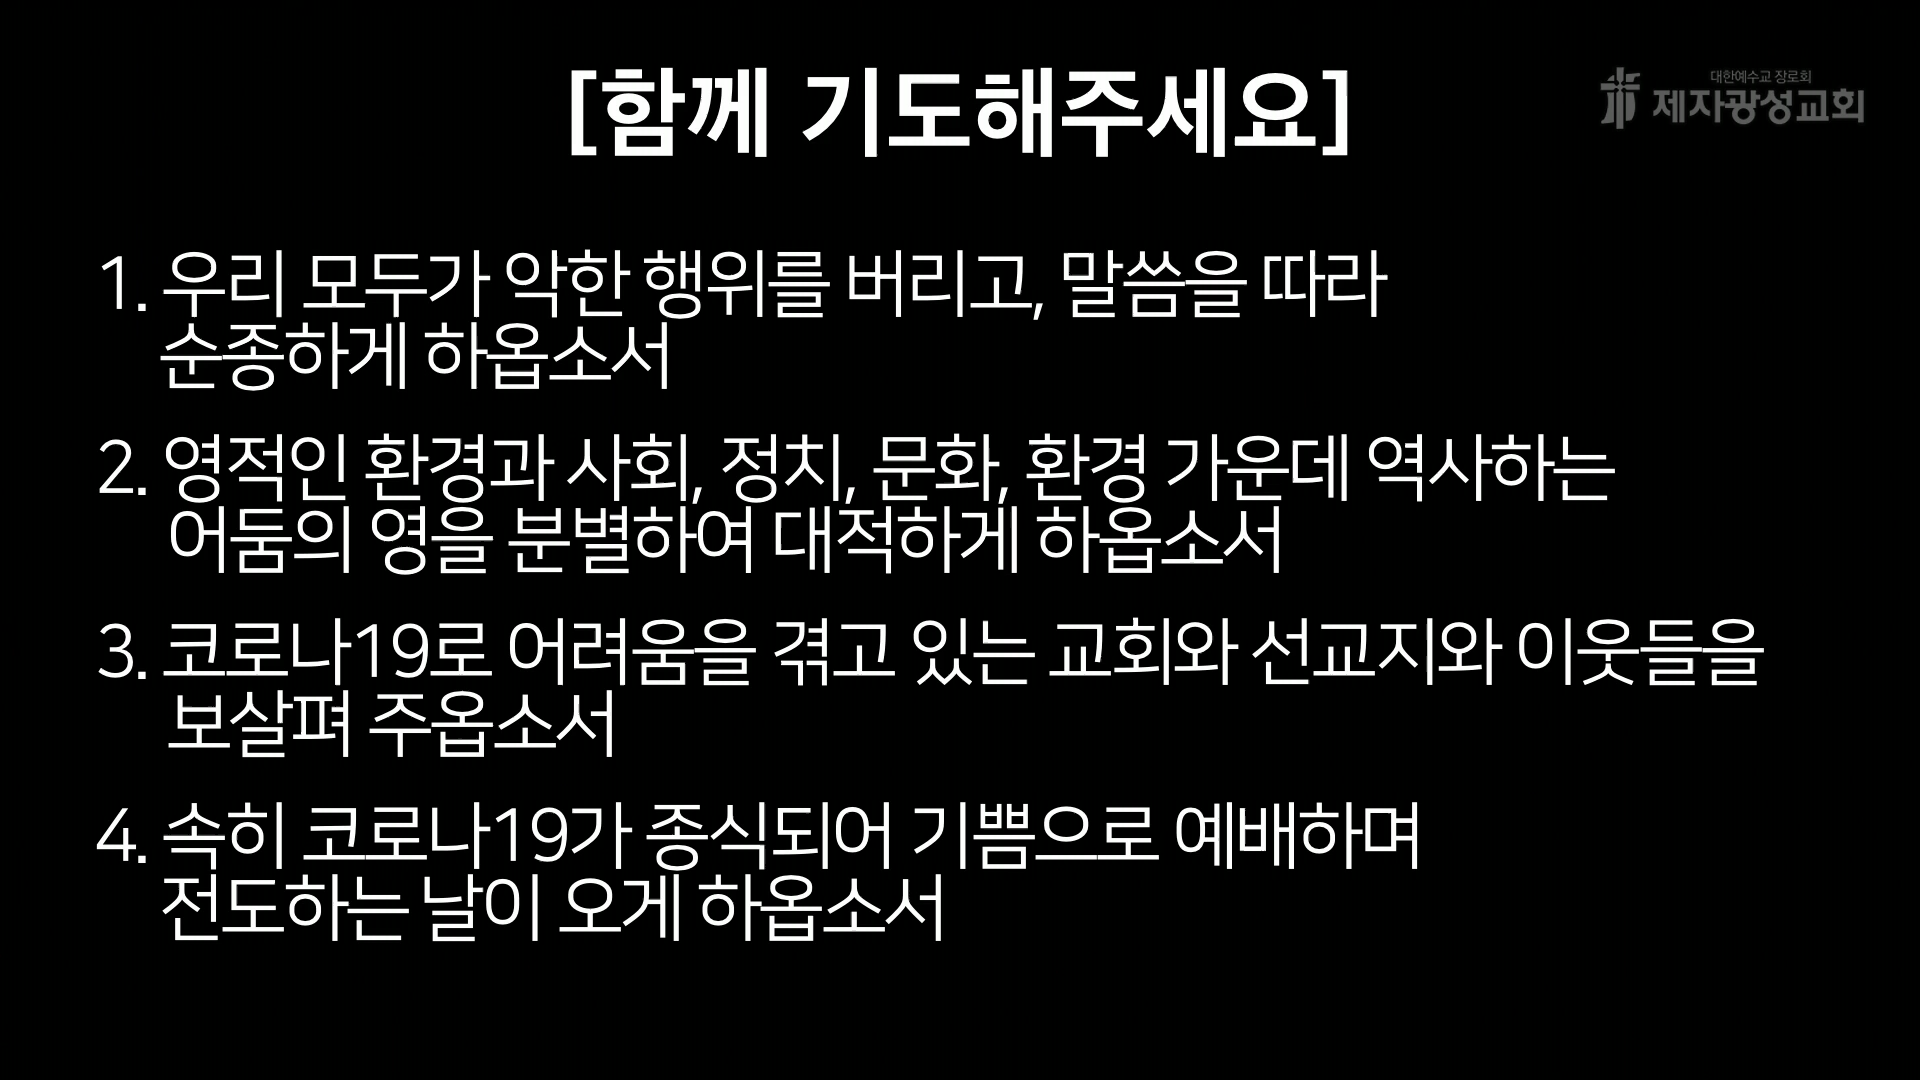 [함께 기도해주세요]
대한예수교 장로회
제자광성교회
1. 우리 모두가 악한 행위를 버리고, 말씀을 따라
순종하게 하옵소서
2. 영적인 환경과 사회, 정치, 문화, 환경 가운데 역사하는
어둠의 영을 분별하여 대적하게 하옵소서
3. 코로나19로 어려움을 겪고 있는 교회와 선교지와 이웃들을
보살펴 주옵소서
4. 속히 코로나19가 종식되어 기쁨으로 예배하며
전도하는 날이 오게 하옵소서